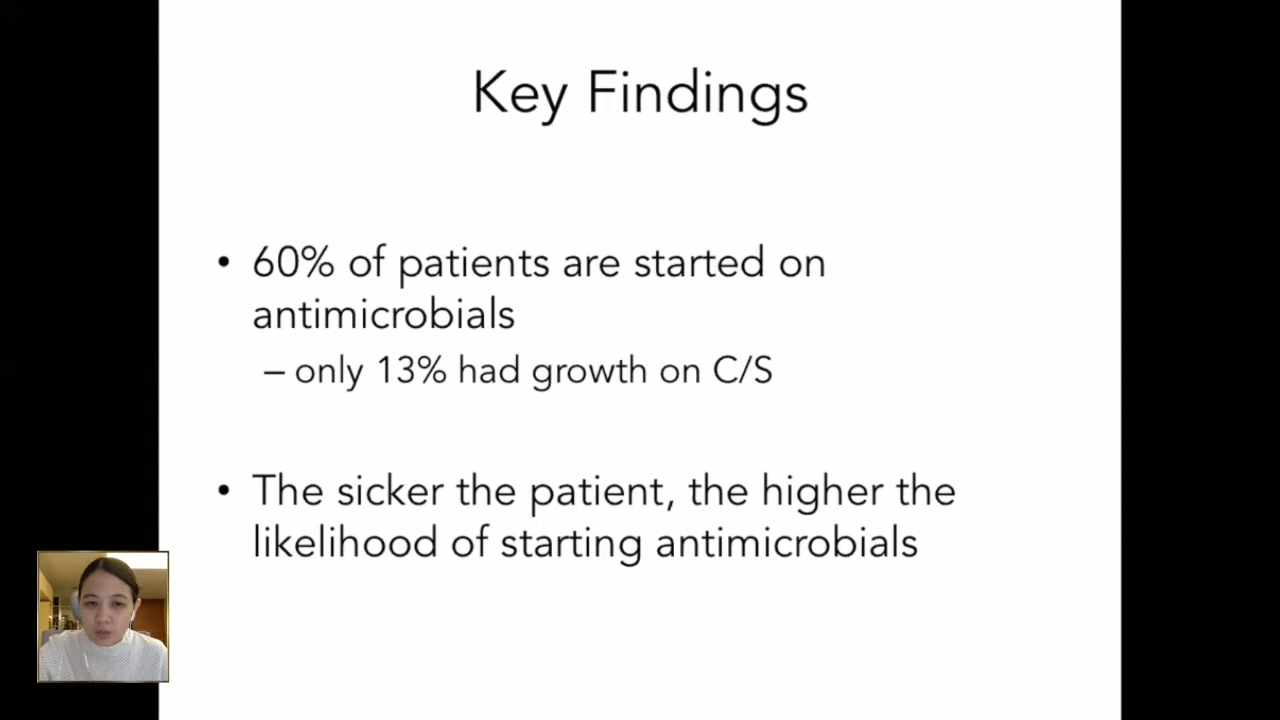 Key Findings
• 60% of patients are started on
antimicrobials
– only 13% had growth on C/S
• The sicker the patient, the higher the
likelihood of starting antimicrobials